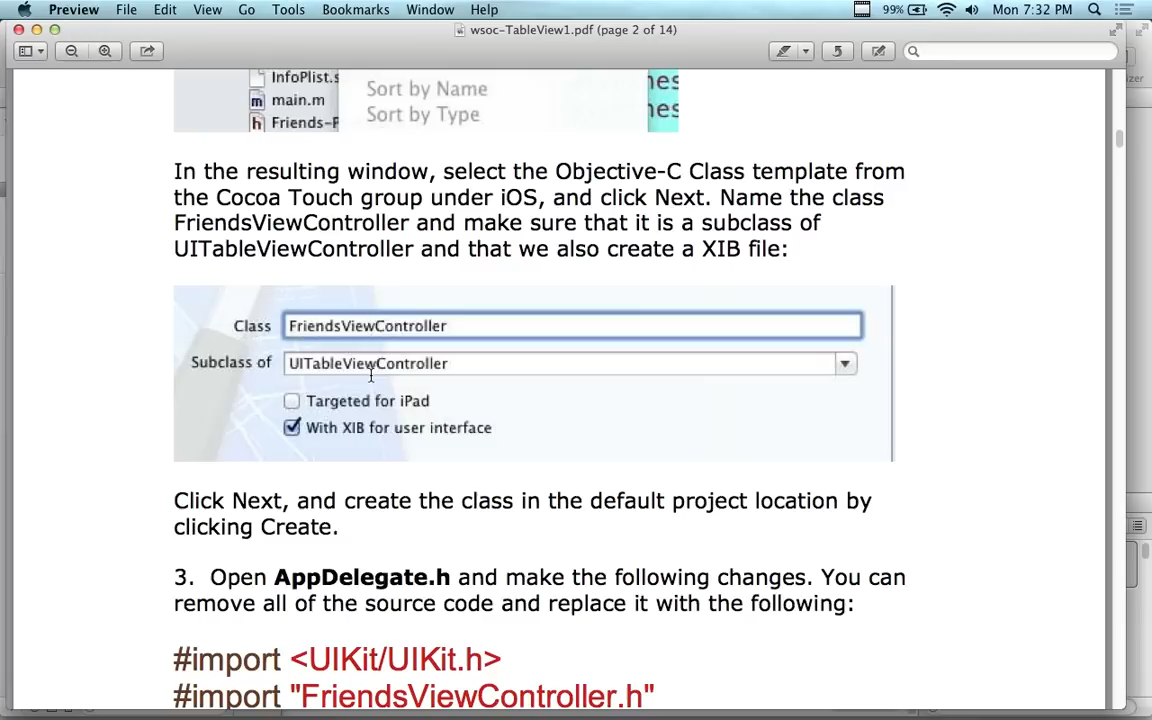 Preview File Edit View Go Tools Bookmarks Window Help 99% Mon 7:32 PM
wsoc-TableView1.pdf (page 2 of 14)
InfoPlist.s
main.m
Friends-P
Sort by Name
Sort by Type
nes
nes
In the resulting window, select the Objective-C Class template from
the Cocoa Touch group under iOS, and click Next. Name the class
FriendsViewController and make sure that it is a subclass of
UITableViewController and that we also create a XIB file:
Class FriendsViewController
Subclass of UITableViewController
Targeted for iPad
With XIB for user interface
Click Next, and create the class in the default project location by
clicking Create.
3. Open AppDelegate.h and make the following changes. You can
remove all of the source code and replace it with the following:
#import <UIKit/UIKit.h>
#import "FriendsViewController.h"